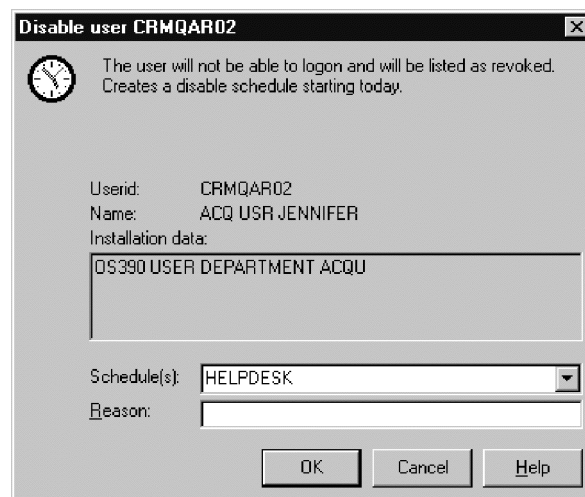 Disable user CRMQAR02
The user will not be able to logon and will be listed as revoked.
Creates a disable schedule starting today.
Userid: CRMQAR02
Name: ACQ USR JENNIFER
Installation data:
OS390 USER DEPARTMENT ACQU
Schedule(s): HELPDESK
Reason:
OK Cancel Help